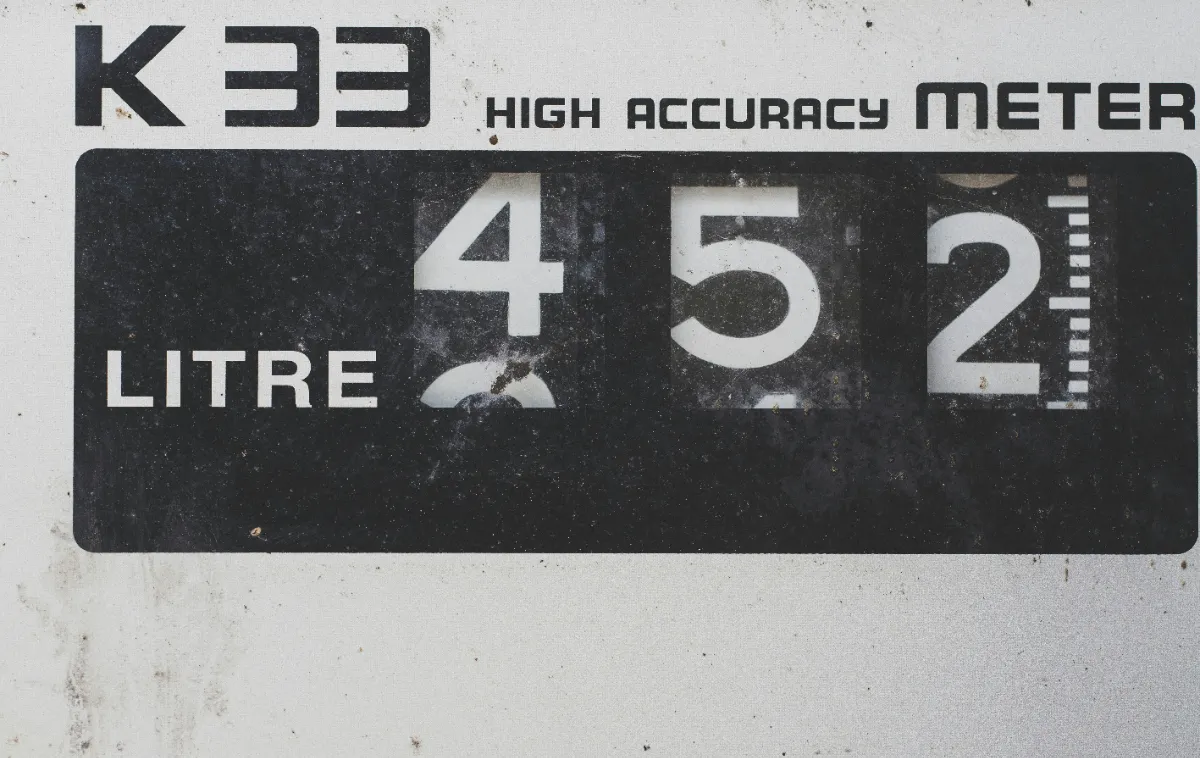 K33 HIGH ACCURACY METER
LITRE 452